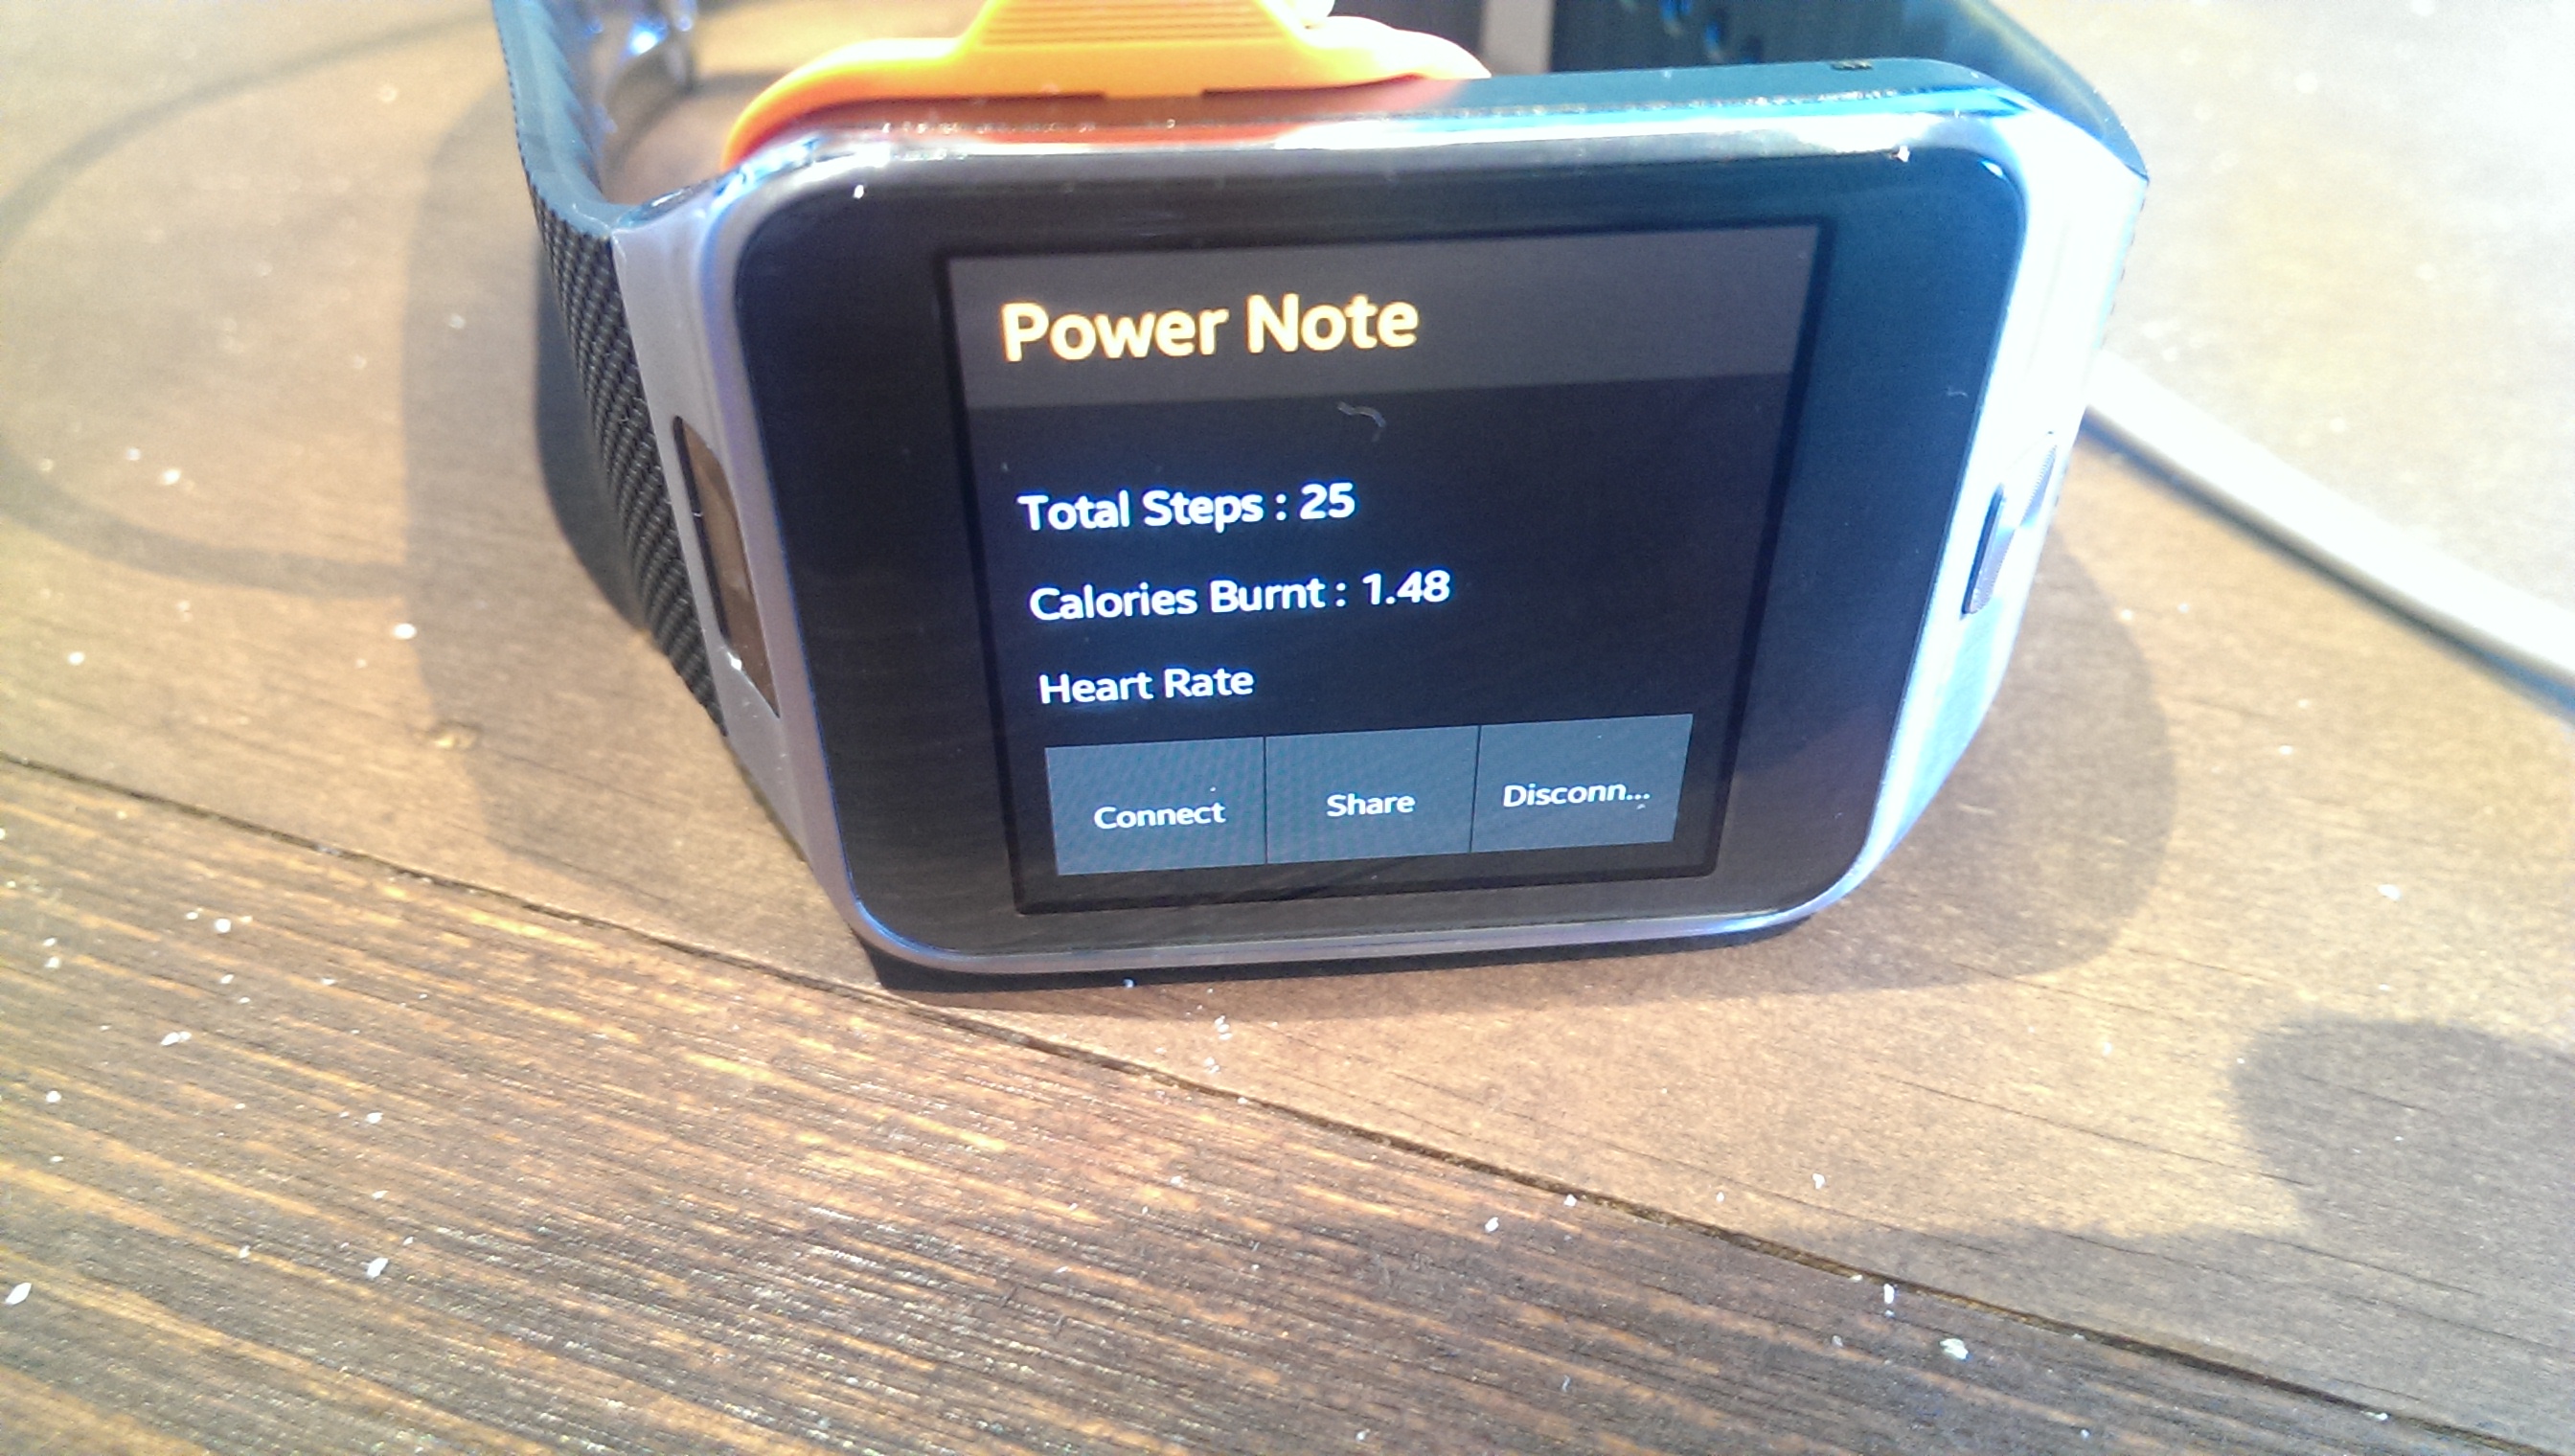 Power Note
Total Steps : 25
Calories Burnt : 1.48
Heart Rate
Connect Share Disconn...